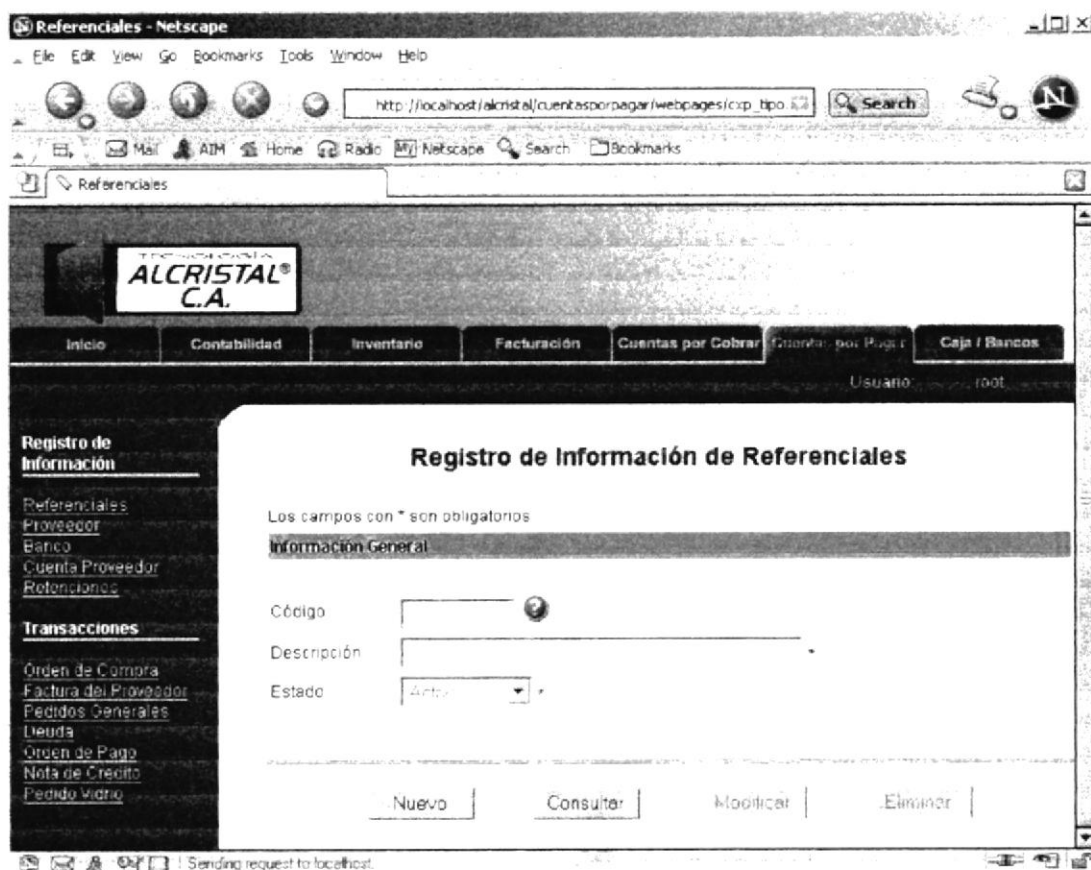 Referenciales - Netscape
File Edit View Go Bookmarks Tools Window Help
http://localhost/alcristal/cuentasporpagar/webpages/cxp_tipo
Search
Mail AIM Home Radio My Netscape Search Bookmarks
Referenciales
ALCRISTAL®
C.A.
Inicio Contabilidad Inventario Facturación Cuentas por Cobrar Cuentas por Pagar Caja / Bancos
Usuario: root
Registro de
Información
Referenciales
Proveedor
Banco
Cuenta Proveedor
Retenciones
Transacciones
Orden de Compra
Factura del Proveedor
Pedidos Generales
Deuda
Orden de Pago
Nota de Crédito
Pedido Vidrio
Registro de Información de Referenciales
Los campos con * son obligatorios
Información General
Código
Descripción *
Estado *
Nuevo Consultar Modificar Eliminar
Sending request to localhost.